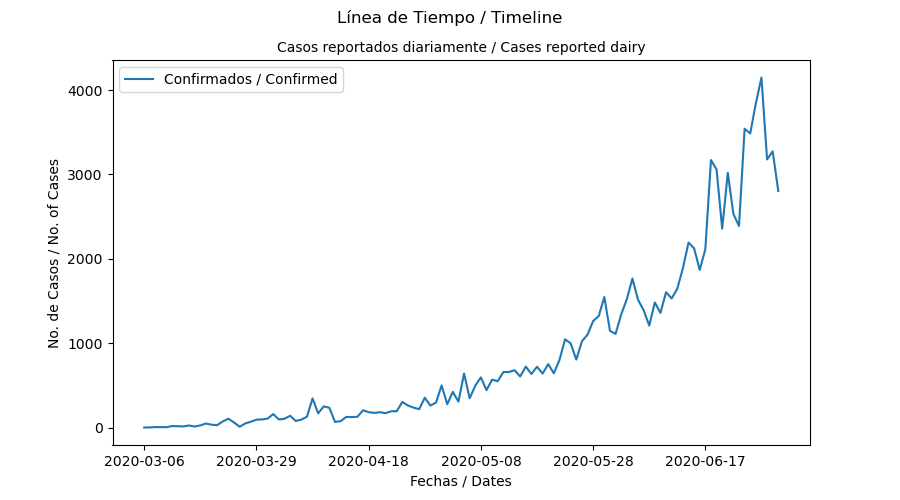 Línea de Tiempo / Timeline
Casos reportados diariamente / Cases reported dairy
Confirmados / Confirmed
No. de Casos / No. of Cases
4000
3000
2000
1000
0
2020-03-06 2020-03-29 2020-04-18 2020-05-08 2020-05-28 2020-06-17
Fechas / Dates